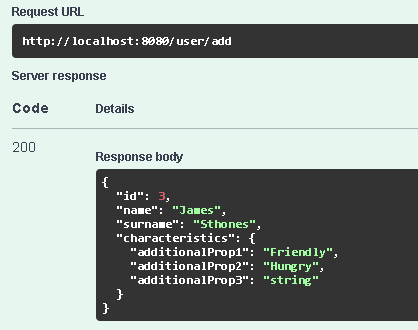 Request URL
http://localhost:8080/user/add
Server response
Code Details
200
Response body
{
  "id": 3,
  "name": "James",
  "surname": "Sthones",
  "characteristics": {
    "additionalProp1": "Friendly",
    "additionalProp2": "Hungry",
    "additionalProp3": "string"
  }
}